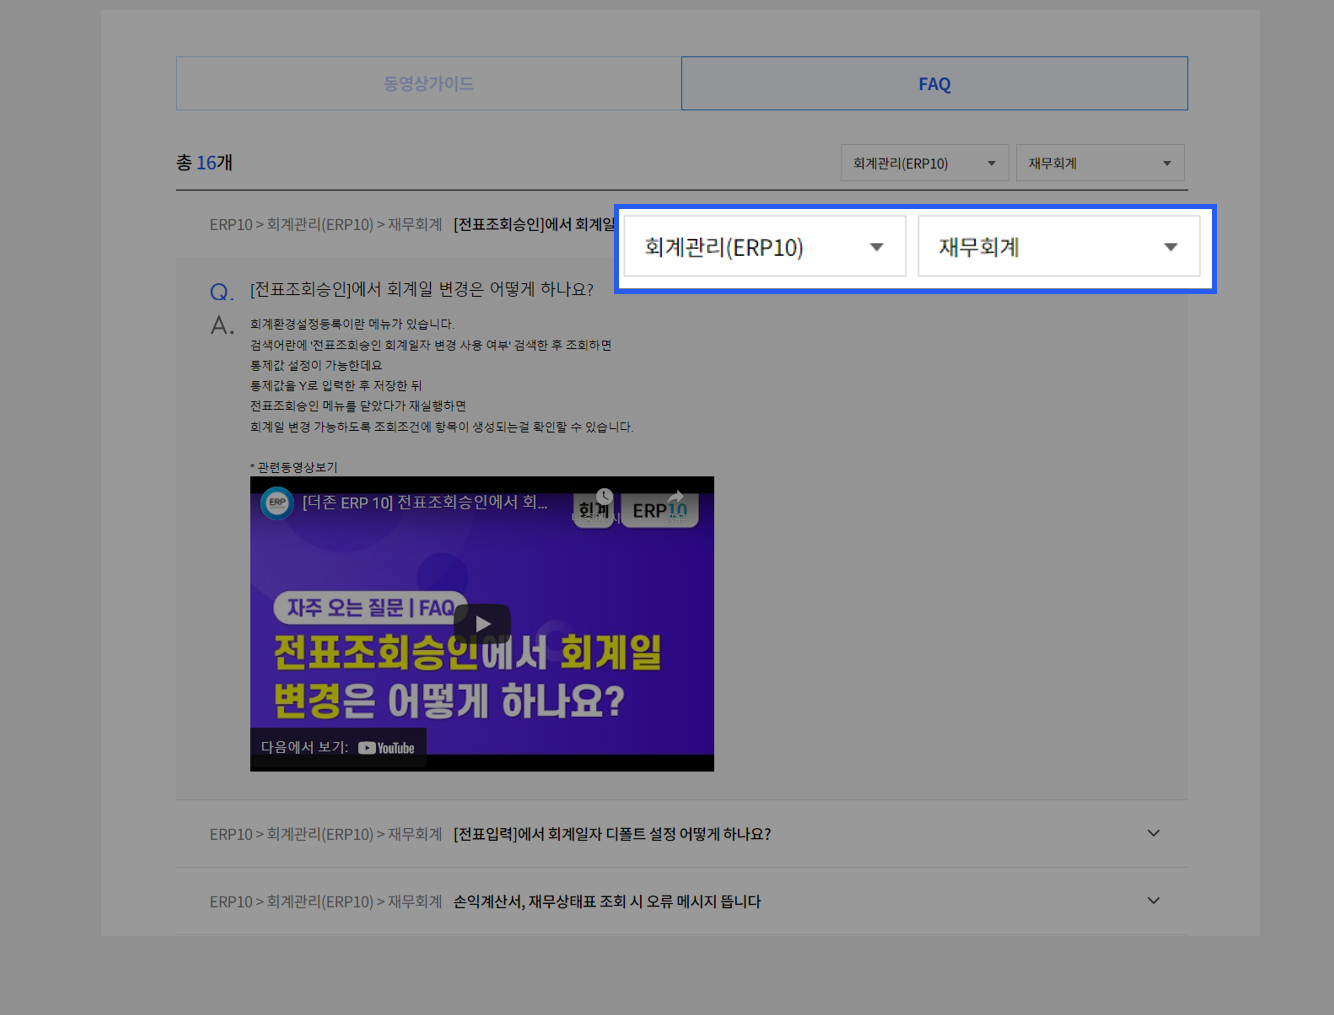 동영상가이드
FAQ
총 16개
회계관리(ERP10)
재무회계
ERP10 > 회계관리(ERP10) > 재무회계 [전표조회승인]에서 회계일
회계관리(ERP10)
재무회계
Q. [전표조회승인]에서 회계일 변경은 어떻게 하나요?
A. 회계환경설정등록이란 메뉴가 있습니다.
검색어란에 '전표조회승인 회계일자 변경 사용 여부' 검색한 후 조회하면
통제값 설정이 가능한데요
통제값을 Y로 입력한 후 저장한 뒤
전표조회승인 메뉴를 닫았다가 재실행하면
회계일 변경 가능하도록 조회조건에 항목이 생성되는걸 확인할 수 있습니다.
* 관련동영상보기
ERP
[더존 ERP 10] 전표조회승인에서 회...
회계
ERP10
자주 오는 질문 | FAQ
전표조회승인에서 회계일
변경은 어떻게 하나요?
다음에서 보기: YouTube
ERP10 > 회계관리(ERP10) > 재무회계 [전표입력]에서 회계일자 디폴트 설정 어떻게 하나요?
ERP10 > 회계관리(ERP10) > 재무회계 손익계산서, 재무상태표 조회 시 오류 메시지 뜹니다